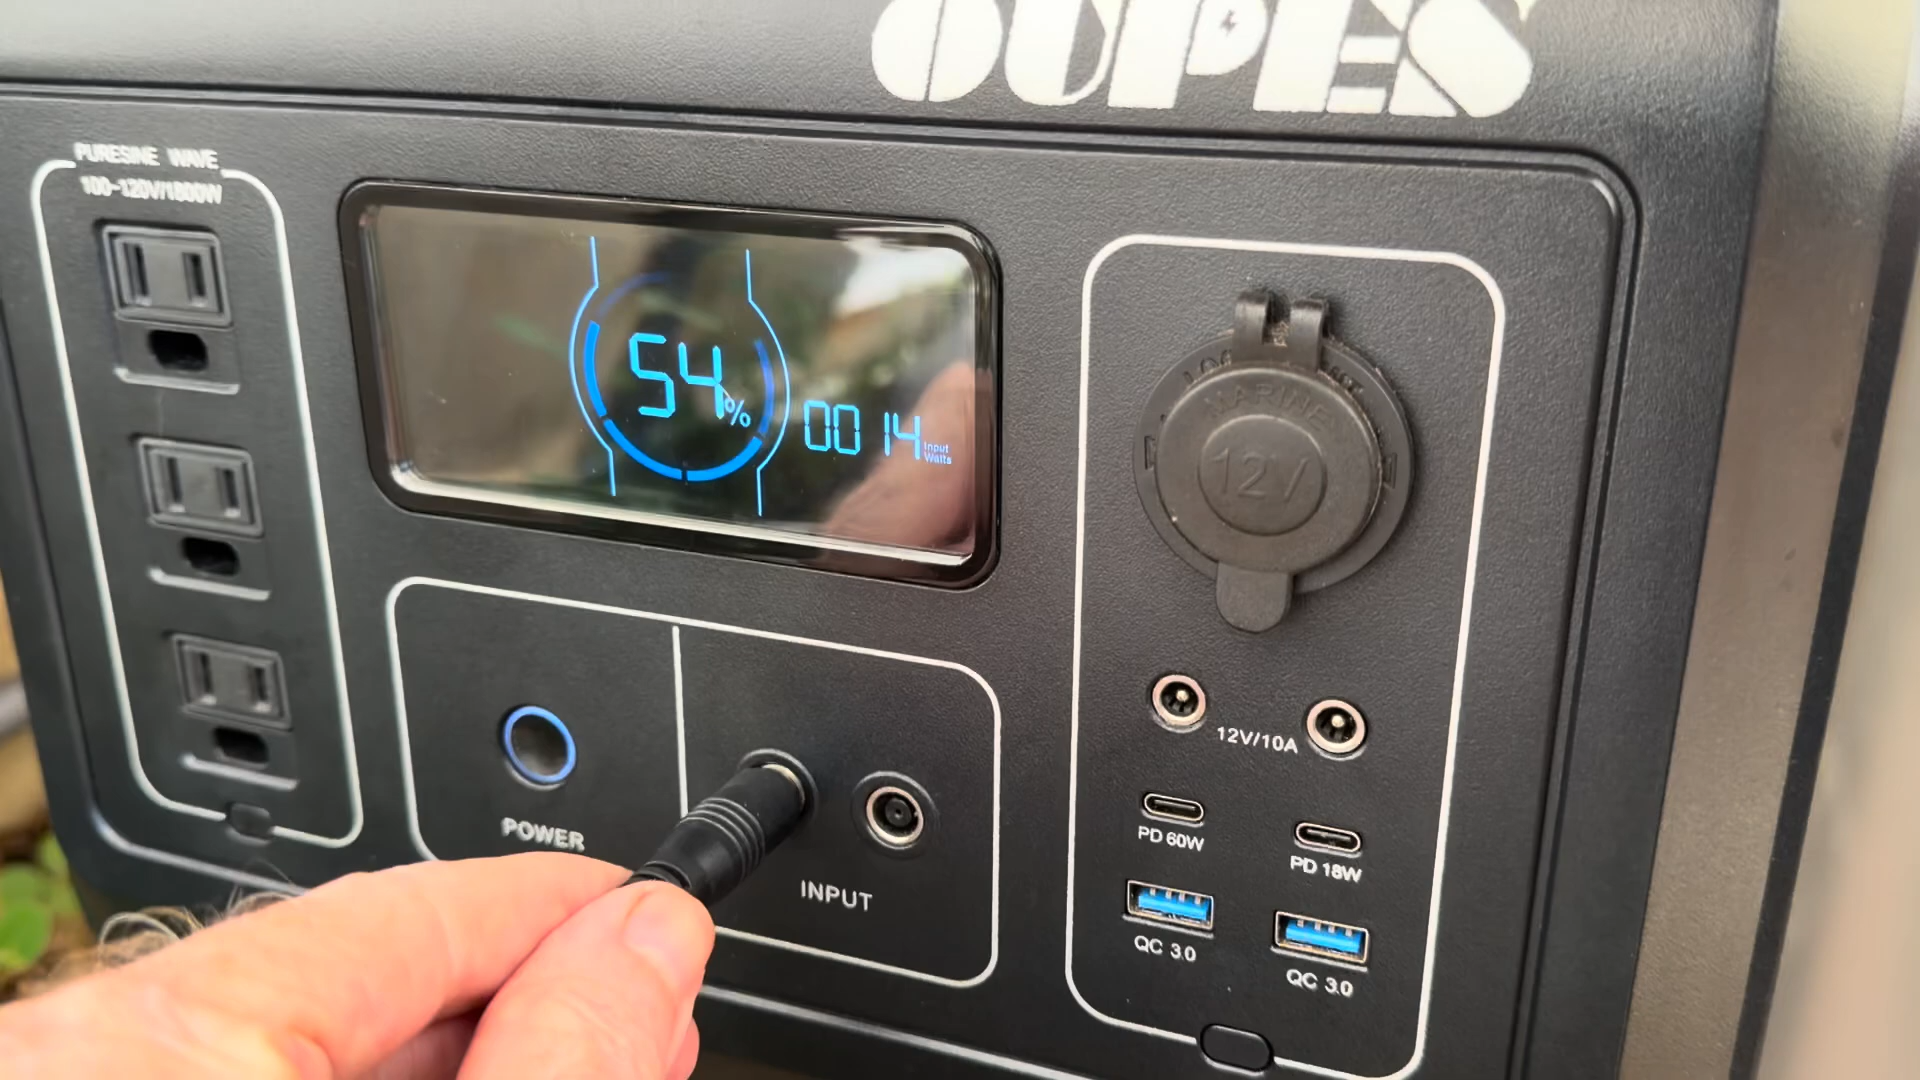 OUPES
PURESINE WAVE
100~120V/1800W
54%
0014 Input Watts
MARINE
12V
POWER
INPUT
12V/10A
PD 60W
PD 18W
QC 3.0
QC 3.0